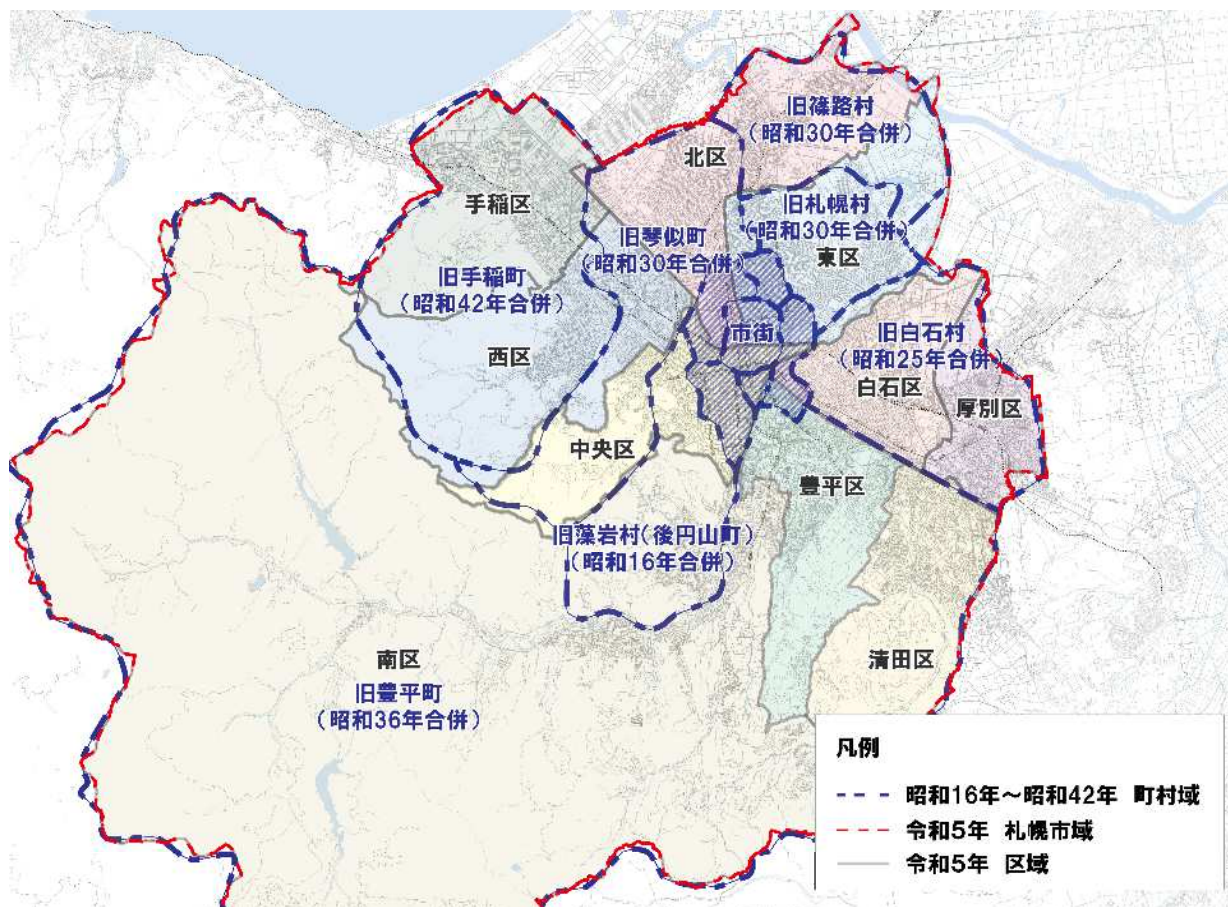 旧篠路村
（昭和30年合併）
北区
手稲区
旧札幌村
（昭和30年合併）
東区
旧琴似町
（昭和30年合併）
旧手稲町
（昭和42年合併）
市街
旧白石村
（昭和25年合併）
白石区
西区
厚別区
中央区
豊平区
旧藻岩村（後円山町）
（昭和16年合併）
南区
旧豊平町
（昭和36年合併）
清田区
凡例
昭和16年～昭和42年 町村域
令和5年 札幌市域
令和5年 区域